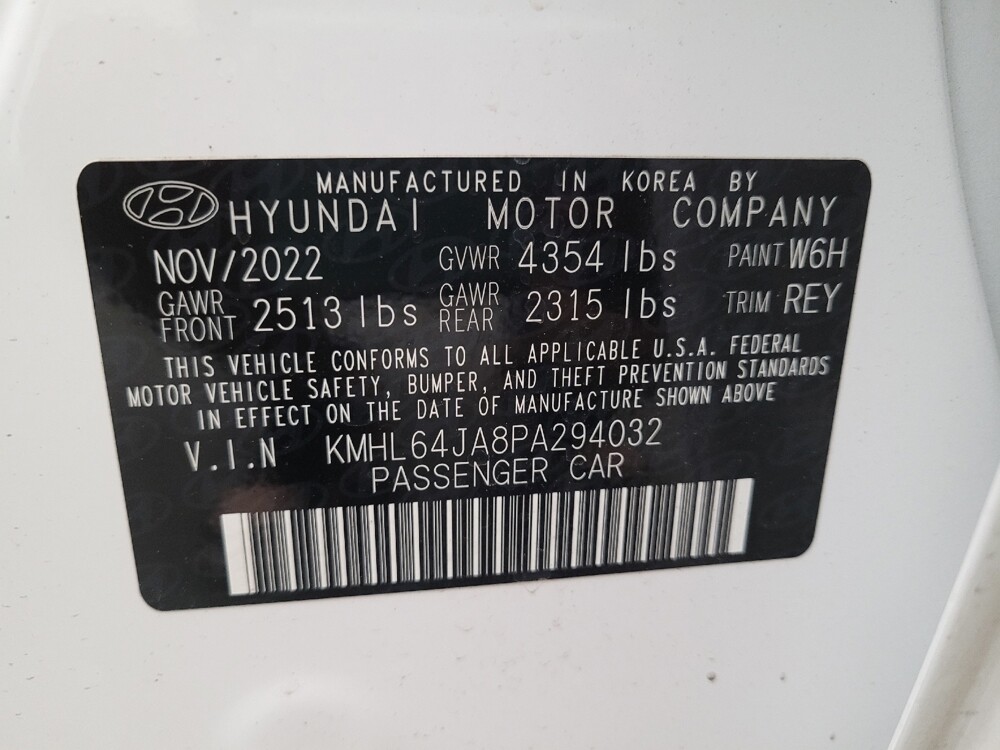 MANUFACTURED IN KOREA BY
HYUNDAI MOTOR COMPANY
NOV/2022 GVWR 4354 lbs PAINT W6H
GAWR FRONT 2513 lbs GAWR REAR 2315 lbs TRIM REY
THIS VEHICLE CONFORMS TO ALL APPLICABLE U.S.A. FEDERAL
MOTOR VEHICLE SAFETY, BUMPER, AND THEFT PREVENTION STANDARDS
IN EFFECT ON THE DATE OF MANUFACTURE SHOWN ABOVE
V.I.N KMHL64JA8PA294032
PASSENGER CAR